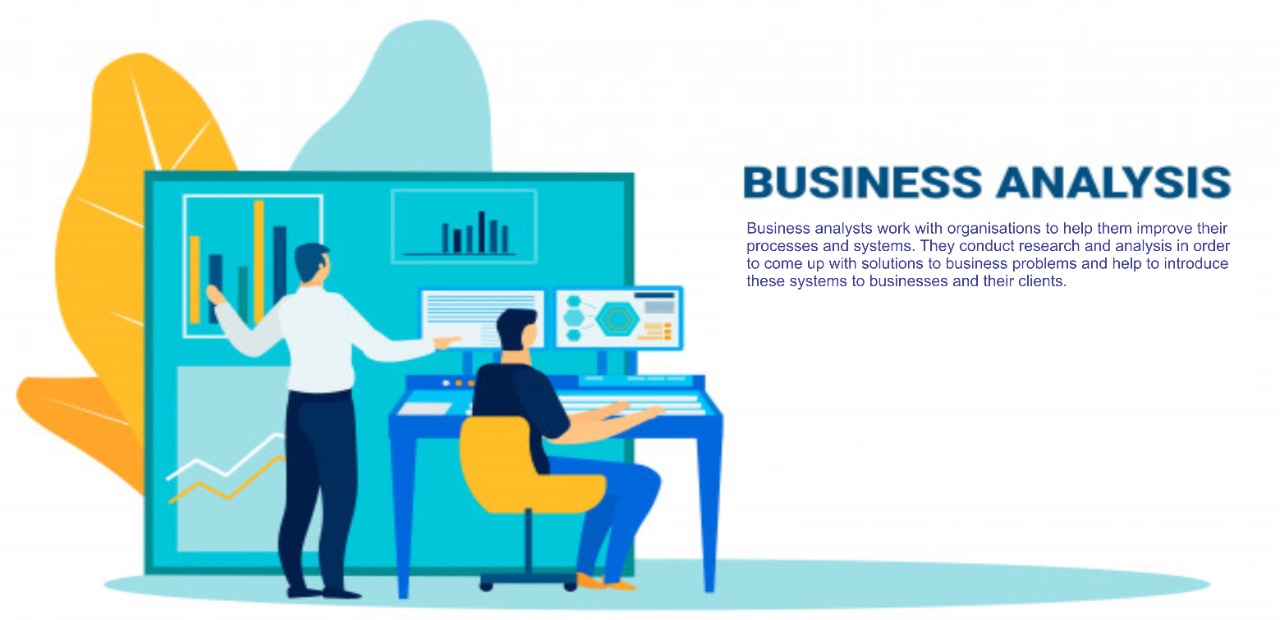 BUSINESS ANALYSIS
Business analysts work with organisations to help them improve their
processes and systems. They conduct research and analysis in order
to come up with solutions to business problems and help to introduce
these systems to businesses and their clients.